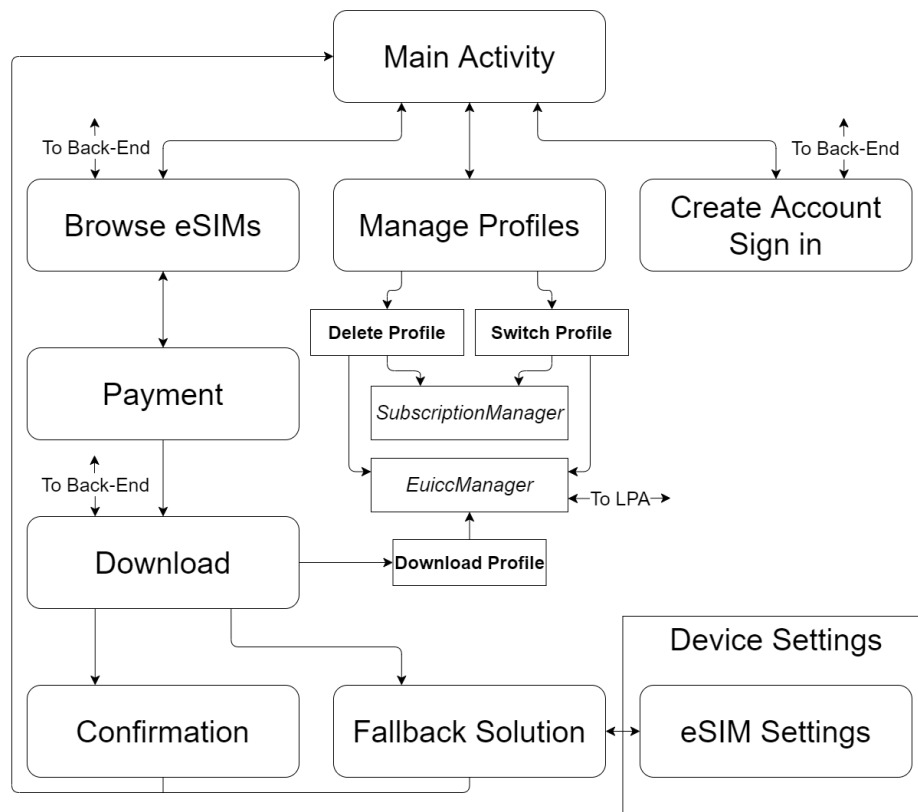 Main Activity
To Back-End
To Back-End
Browse eSIMs
Manage Profiles
Create Account
Sign in
Delete Profile
Switch Profile
Payment
SubscriptionManager
To Back-End
EuiccManager
To LPA
Download
Download Profile
Device Settings
Confirmation
Fallback Solution
eSIM Settings